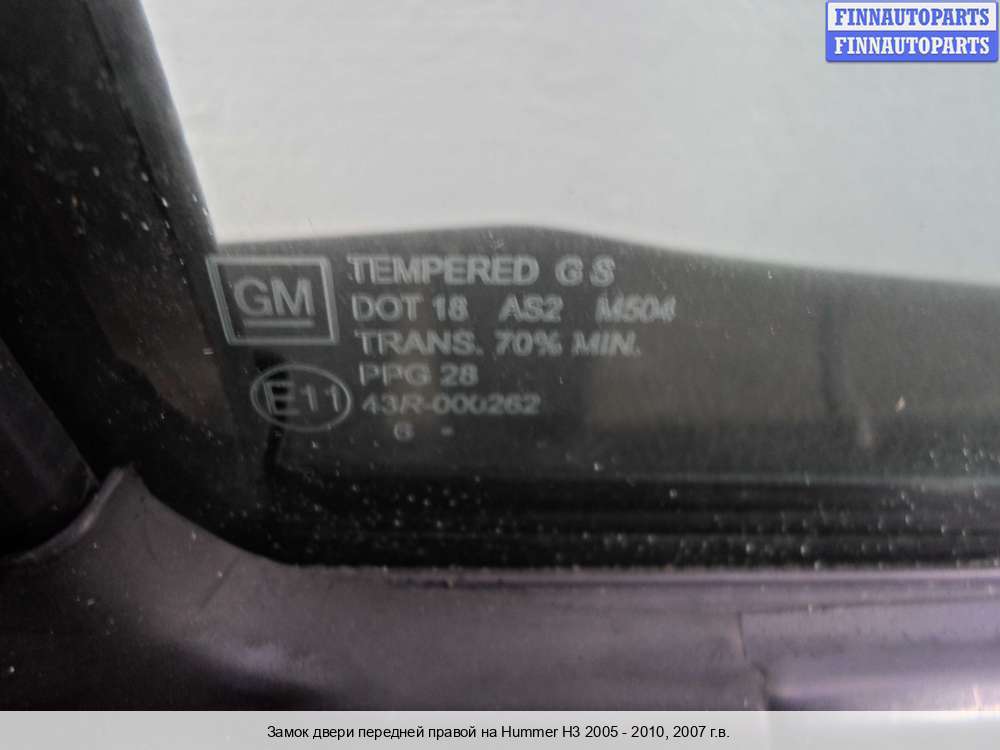 FINNAUTOPARTS
FINNAUTOPARTS
GM
TEMPERED G S
DOT 18 AS2 M504
TRANS. 70% MIN.
PPG 28
E11 43R-000262
6 -
Замок двери передней правой на Hummer H3 2005 - 2010, 2007 г.в.